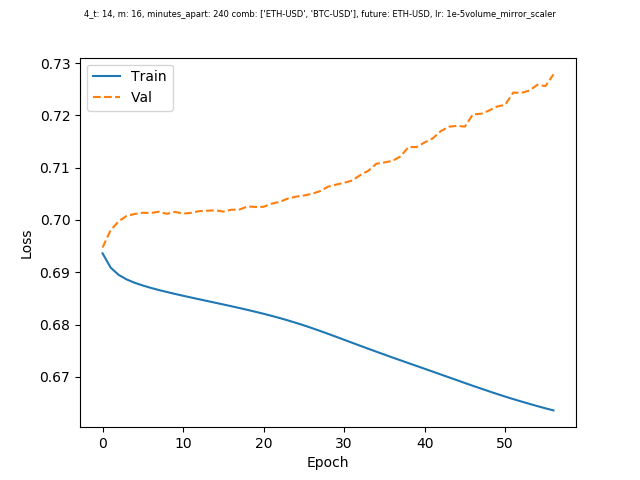 4_t: 14, m: 16, minutes_apart: 240 comb: ['ETH-USD', 'BTC-USD'], future: ETH-USD, lr: 1e-5volume_mirror_scaler
Train
Val
0.73
0.72
0.71
0.70
0.69
0.68
0.67
Loss
0
10
20
30
40
50
Epoch